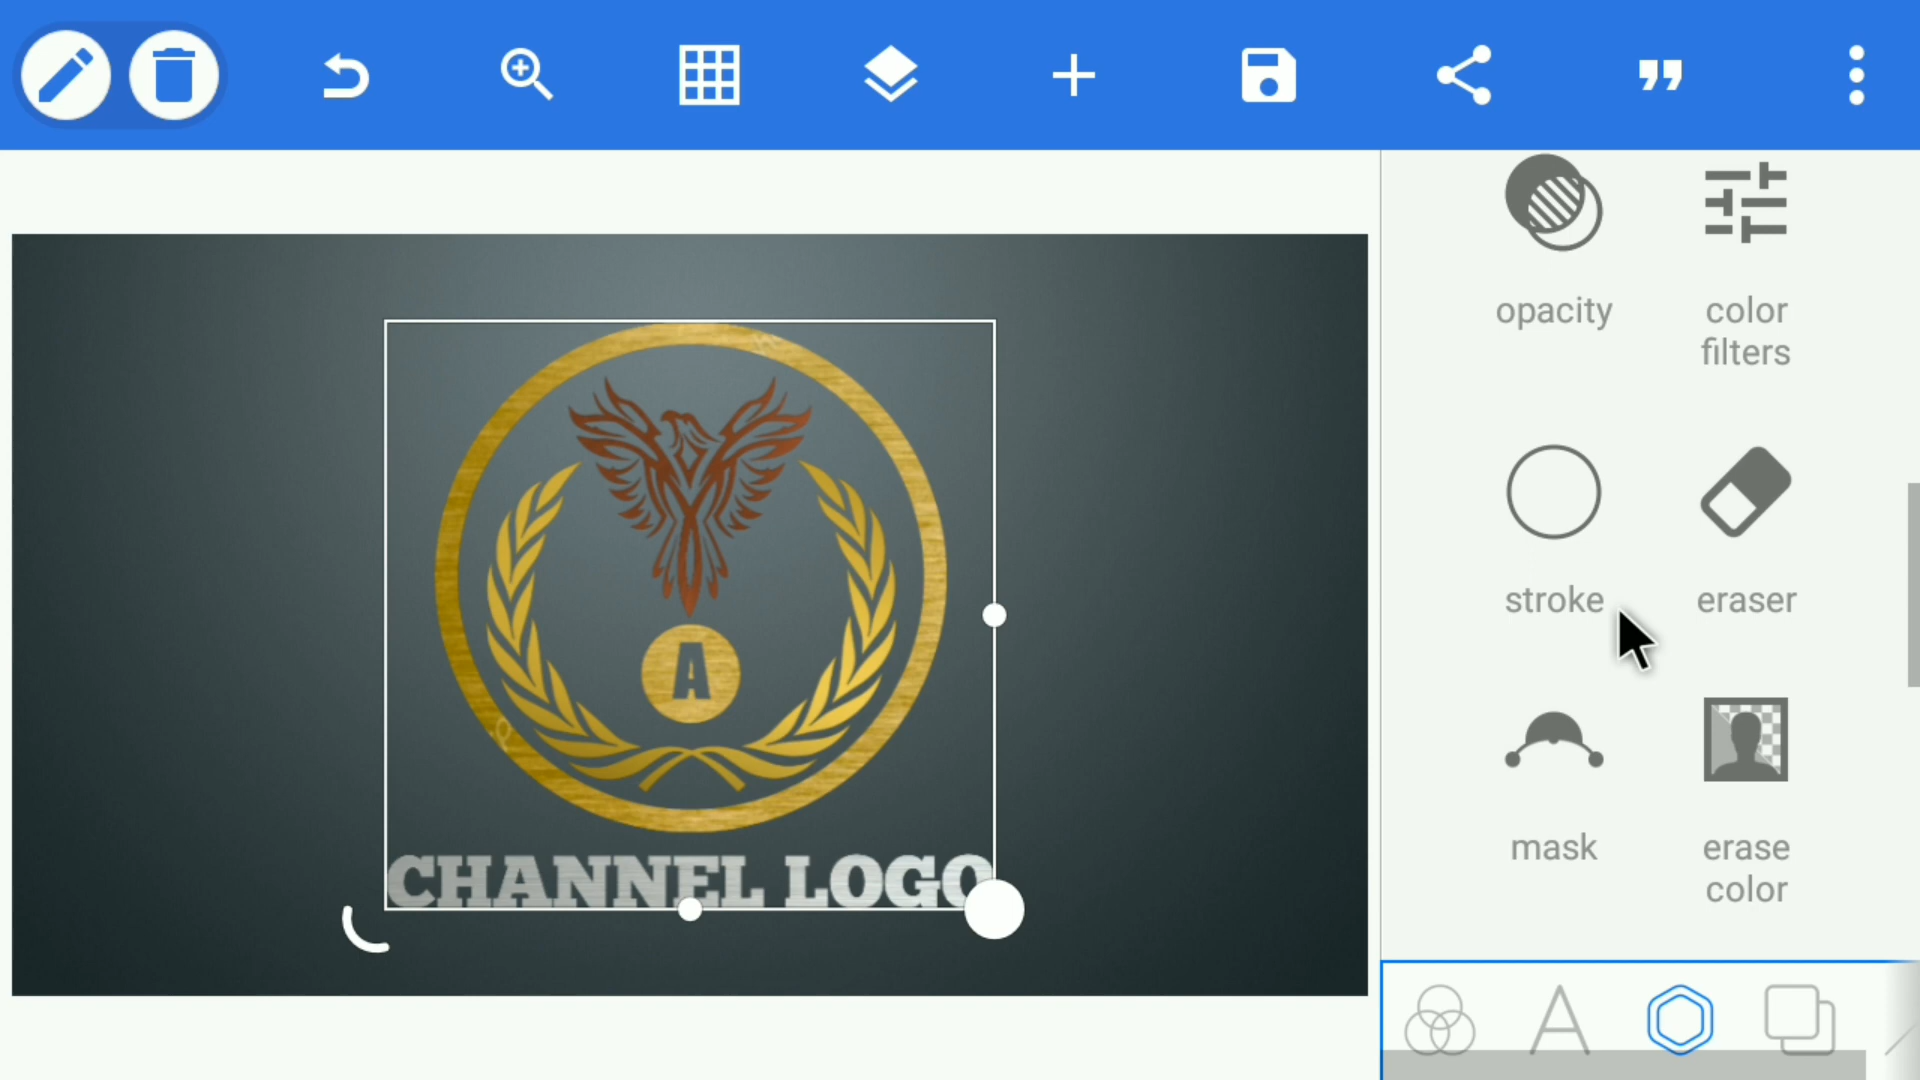 opacity
color
filters
stroke
eraser
mask
erase
color
A
CHANNEL LOGO